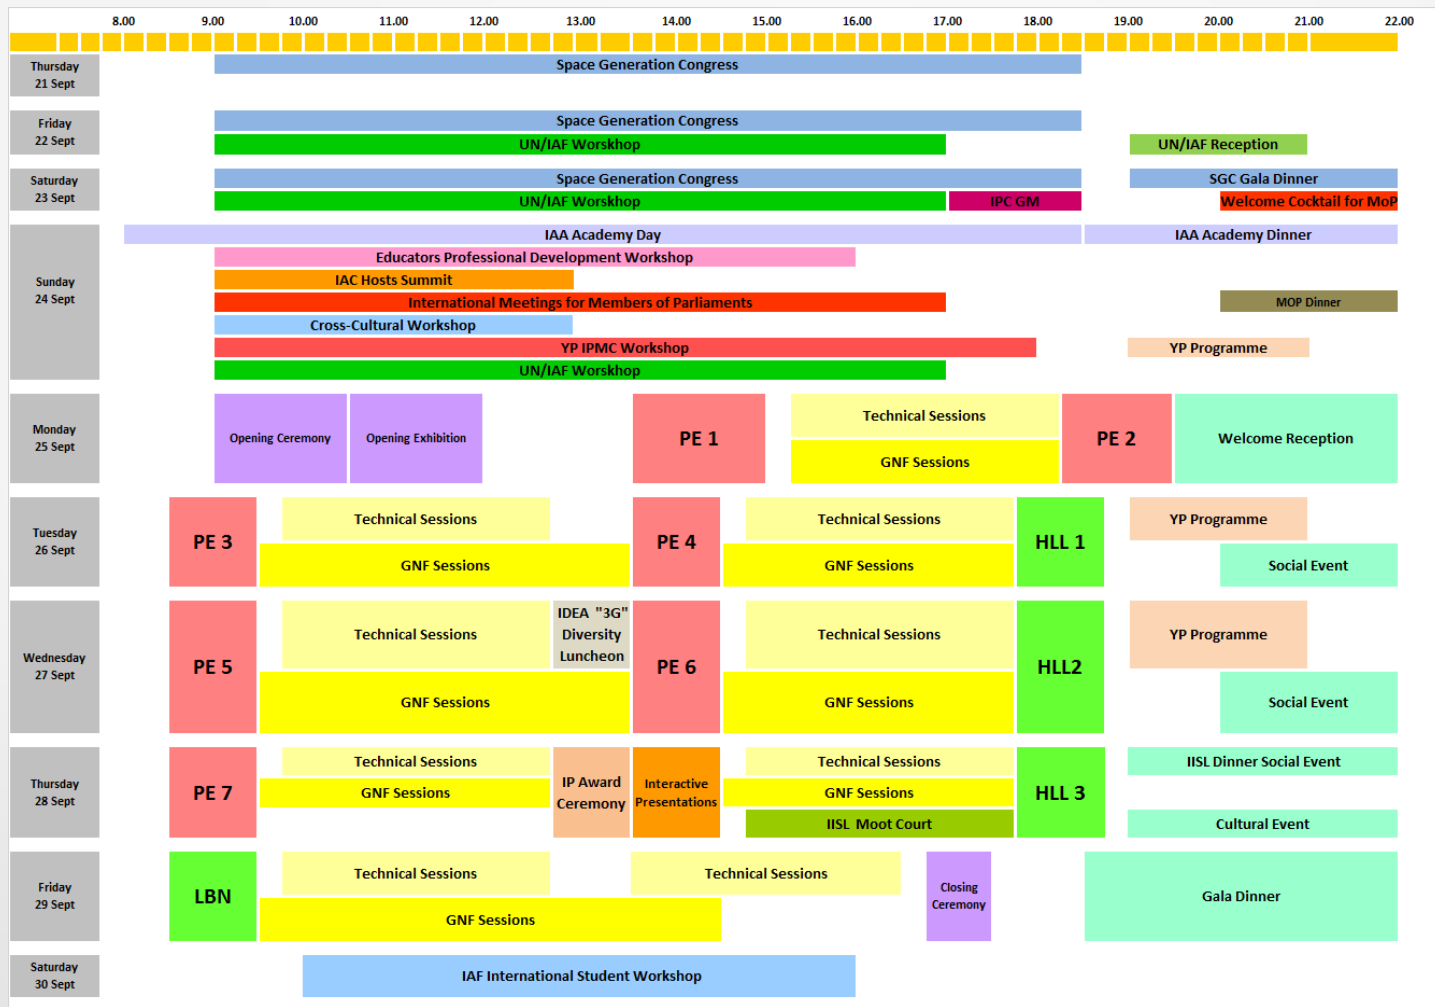 8.00 9.00 10.00 11.00 12.00 13.00 14.00 15.00 16.00 17.00 18.00 19.00 20.00 21.00 22.00
Thursday
21 Sept
Space Generation Congress
Friday
22 Sept
Space Generation Congress
UN/IAF Worskhop
UN/IAF Reception
Saturday
23 Sept
Space Generation Congress
SGC Gala Dinner
UN/IAF Worskhop
IPC GM
Welcome Cocktail for MoP
Sunday
24 Sept
IAA Academy Day
IAA Academy Dinner
Educators Professional Development Workshop
IAC Hosts Summit
International Meetings for Members of Parliaments
MOP Dinner
Cross-Cultural Workshop
YP IPMC Workshop
YP Programme
UN/IAF Worskhop
Monday
25 Sept
Opening Ceremony
Opening Exhibition
PE 1
Technical Sessions
GNF Sessions
PE 2
Welcome Reception
Tuesday
26 Sept
PE 3
Technical Sessions
GNF Sessions
PE 4
Technical Sessions
GNF Sessions
HLL 1
YP Programme
Social Event
Wednesday
27 Sept
PE 5
Technical Sessions
GNF Sessions
IDEA "3G"
Diversity
Luncheon
PE 6
Technical Sessions
GNF Sessions
HLL2
YP Programme
Social Event
Thursday
28 Sept
PE 7
Technical Sessions
GNF Sessions
IP Award
Ceremony
Interactive
Presentations
Technical Sessions
GNF Sessions
IISL Moot Court
HLL 3
IISL Dinner Social Event
Cultural Event
Friday
29 Sept
LBN
Technical Sessions
GNF Sessions
Technical Sessions
Closing
Ceremony
Gala Dinner
Saturday
30 Sept
IAF International Student Workshop